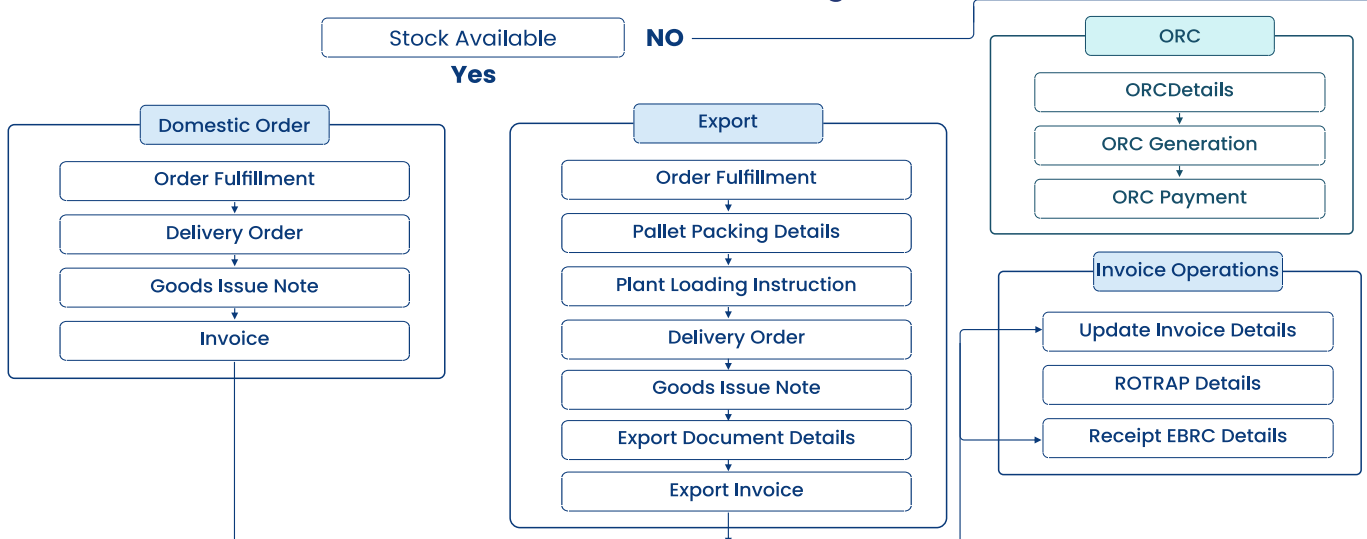 Stock Available
NO
Yes
Domestic Order
Order Fulfillment
Delivery Order
Goods Issue Note
Invoice
Export
Order Fulfillment
Pallet Packing Details
Plant Loading Instruction
Delivery Order
Goods Issue Note
Export Document Details
Export Invoice
ORC
ORCDetails
ORC Generation
ORC Payment
Invoice Operations
Update Invoice Details
ROTRAP Details
Receipt EBRC Details